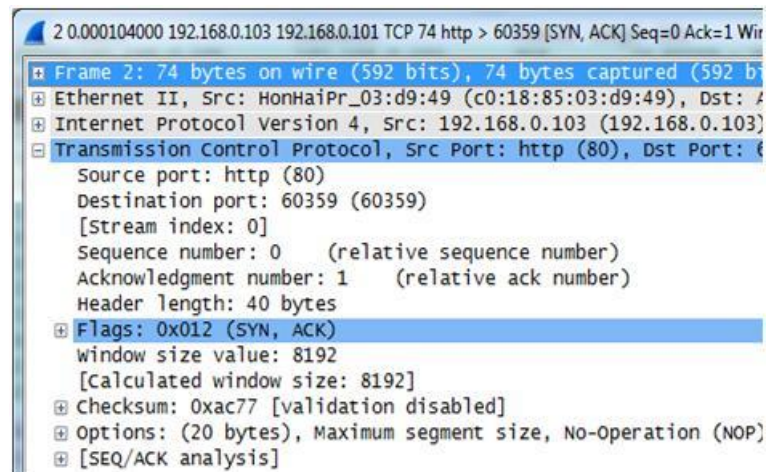 2 0.000104000 192.168.0.103 192.168.0.101 TCP 74 http > 60359 [SYN, ACK] Seq=0 Ack=1
Frame 2: 74 bytes on wire (592 bits), 74 bytes captured (592
Ethernet II, Src: HonHaiPr_03:d9:49 (c0:18:85:03:d9:49), Dst:
Internet Protocol Version 4, Src: 192.168.0.103 (192.168.0.103)
Transmission Control Protocol, Src Port: http (80), Dst Port:
Source port: http (80)
Destination port: 60359 (60359)
[Stream index: 0]
Sequence number: 0 (relative sequence number)
Acknowledgment number: 1 (relative ack number)
Header length: 40 bytes
Flags: 0x012 (SYN, ACK)
Window size value: 8192
[Calculated window size: 8192]
Checksum: 0xac77 [validation disabled]
Options: (20 bytes), Maximum segment size, No-Operation (NOP)
[SEQ/ACK analysis]